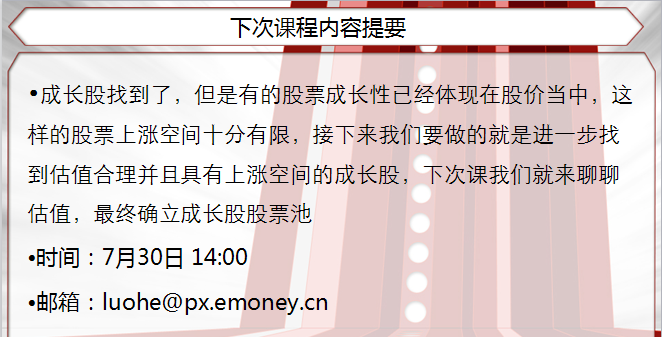 下次课程内容提要
•成长股找到了，但是有的股票成长性已经体现在股价当中，这
样的股票上涨空间十分有限，接下来我们要做的就是进一步找
到估值合理并且具有上涨空间的成长股，下次课我们就来聊聊
估值，最终确立成长股股票池
•时间：7月30日 14:00
•邮箱：luohe@px.emoney.cn